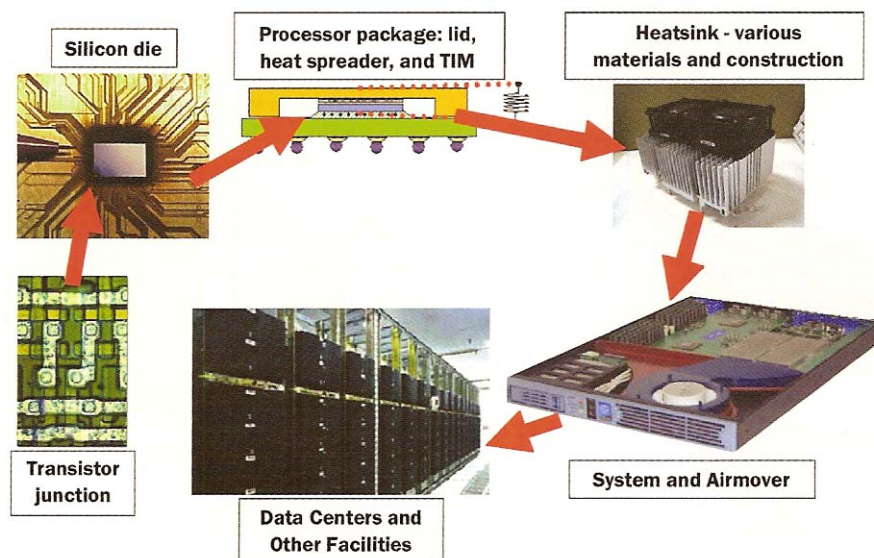 Silicon die
Processor package: lid,
heat spreader, and TIM
Heatsink - various
materials and construction
Transistor
junction
Data Centers and
Other Facilities
System and Airmover